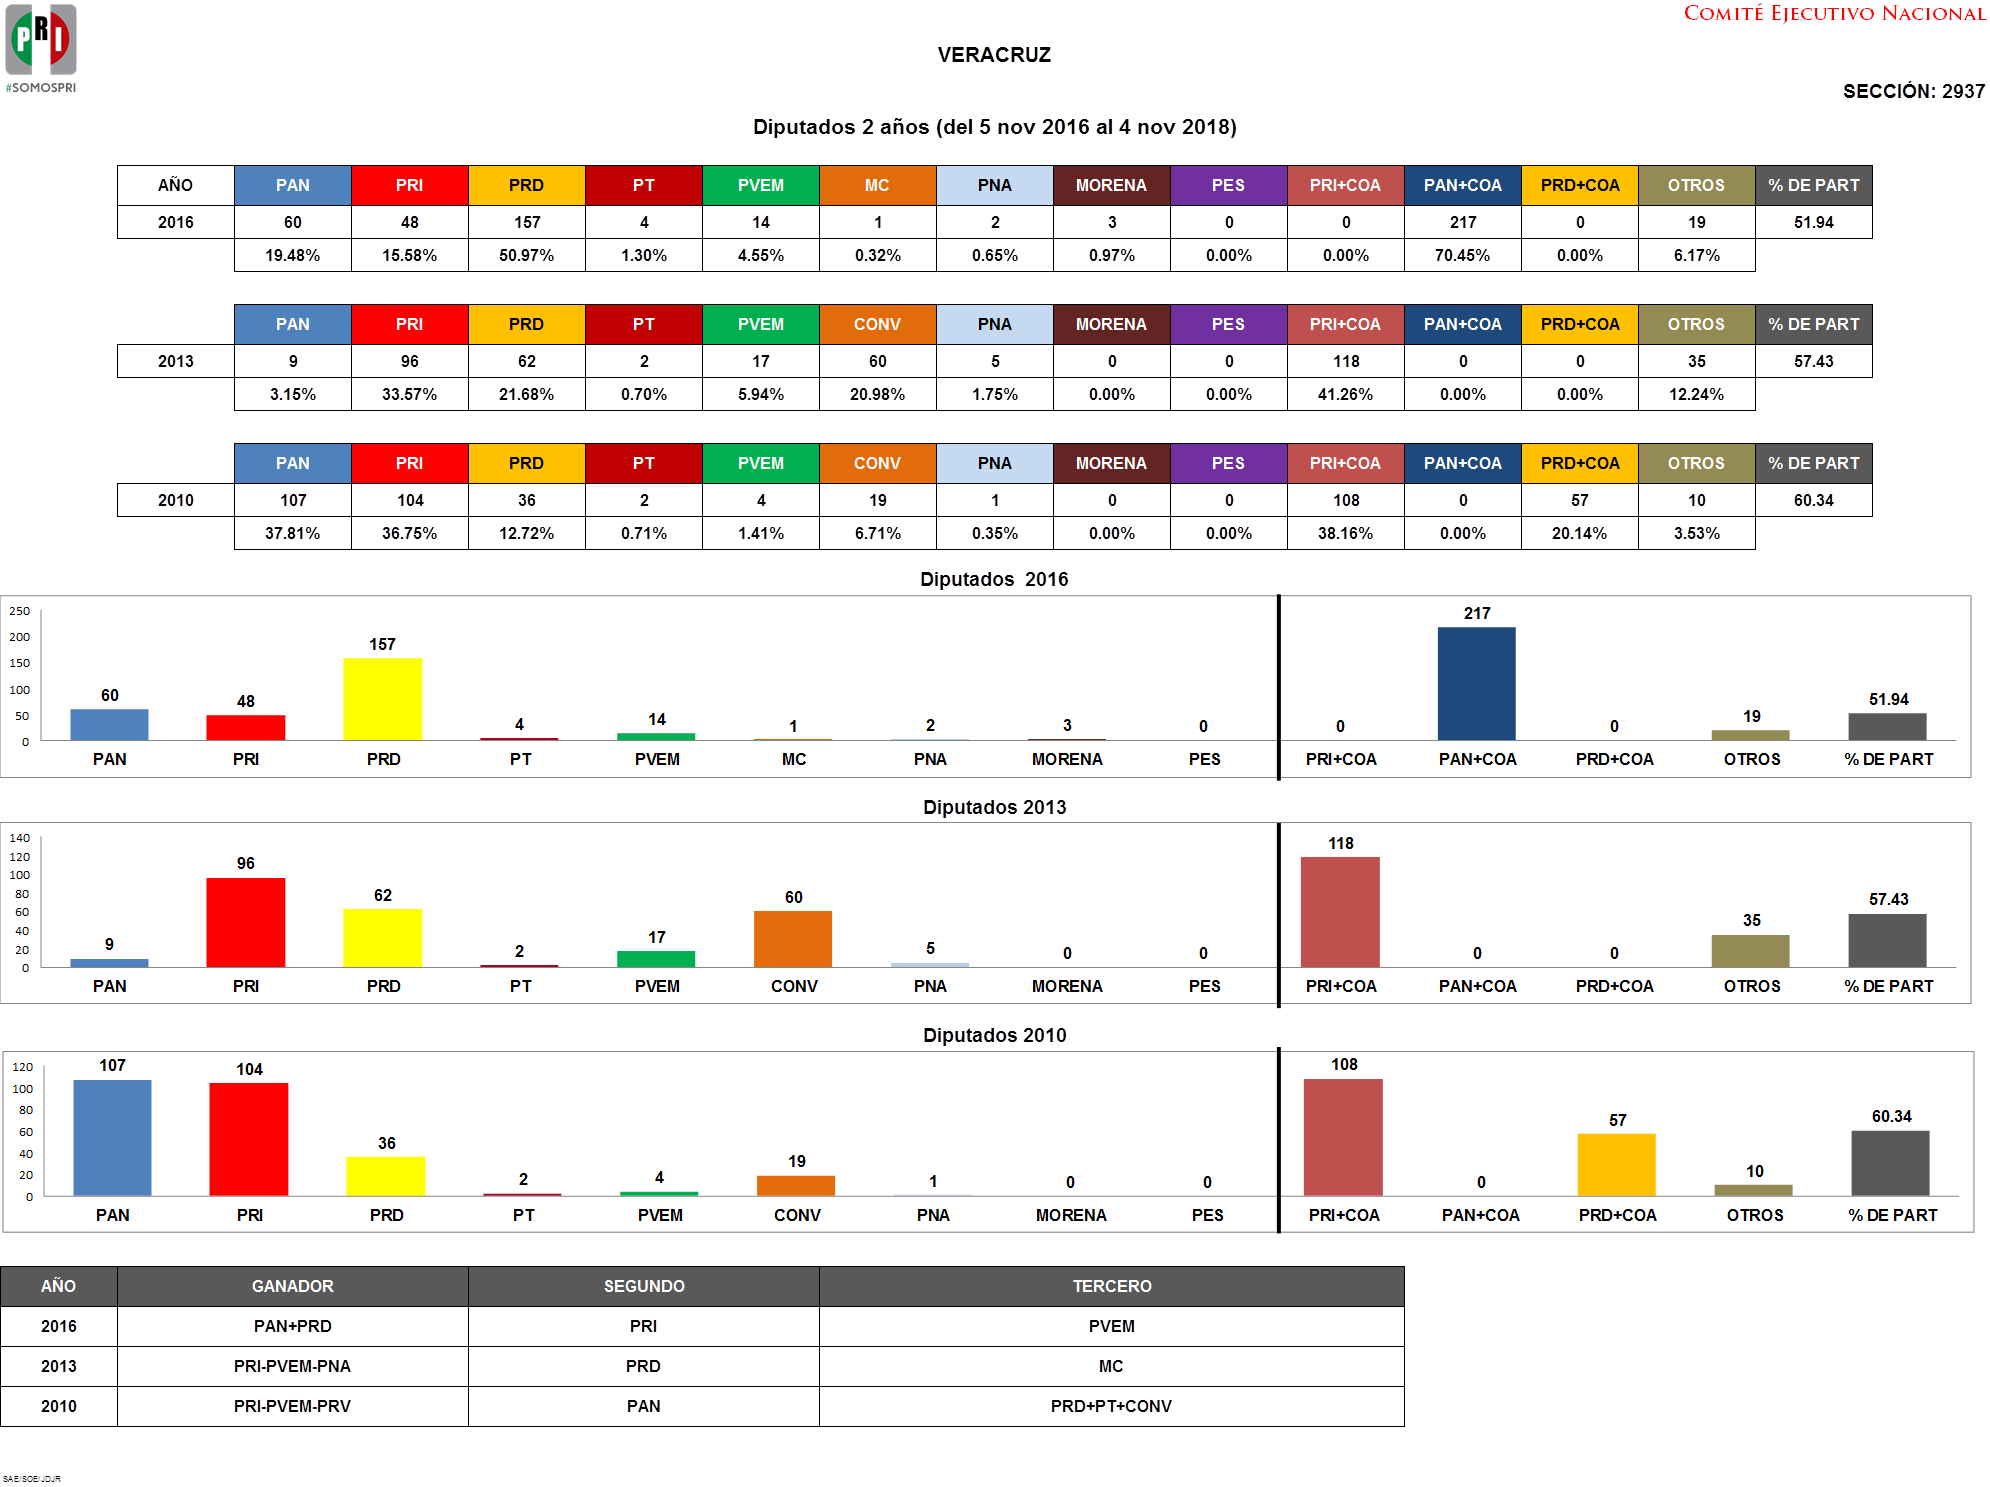 COMITÉ EJECUTIVO NACIONAL
PRI
#SOMOSPRI
VERACRUZ
SECCIÓN: 2937
Diputados 2 años (del 5 nov 2016 al 4 nov 2018)
AÑO PAN PRI PRD PT PVEM MC PNA MORENA PES PRI+COA PAN+COA PRD+COA OTROS % DE PART
2016 60 48 157 4 14 1 2 3 0 0 217 0 19 51.94
19.48% 15.58% 50.97% 1.30% 4.55% 0.32% 0.65% 0.97% 0.00% 0.00% 70.45% 0.00% 6.17%
PAN PRI PRD PT PVEM CONV PNA MORENA PES PRI+COA PAN+COA PRD+COA OTROS % DE PART
2013 9 96 62 2 17 60 5 0 0 118 0 0 35 57.43
3.15% 33.57% 21.68% 0.70% 5.94% 20.98% 1.75% 0.00% 0.00% 41.26% 0.00% 0.00% 12.24%
PAN PRI PRD PT PVEM CONV PNA MORENA PES PRI+COA PAN+COA PRD+COA OTROS % DE PART
2010 107 104 36 2 4 19 1 0 0 108 0 57 10 60.34
37.81% 36.75% 12.72% 0.71% 1.41% 6.71% 0.35% 0.00% 0.00% 38.16% 0.00% 20.14% 3.53%
Diputados 2016
250
200
150
100
50
0
60 48 157 4 14 1 2 3 0 0 217 0 19 51.94
PAN PRI PRD PT PVEM MC PNA MORENA PES PRI+COA PAN+COA PRD+COA OTROS % DE PART
Diputados 2013
140
120
100
80
60
40
20
0
9 96 62 2 17 60 5 0 0 118 0 0 35 57.43
PAN PRI PRD PT PVEM CONV PNA MORENA PES PRI+COA PAN+COA PRD+COA OTROS % DE PART
Diputados 2010
120
100
80
60
40
20
0
107 104 36 2 4 19 1 0 0 108 0 57 10 60.34
PAN PRI PRD PT PVEM CONV PNA MORENA PES PRI+COA PAN+COA PRD+COA OTROS % DE PART
AÑO GANADOR SEGUNDO TERCERO
2016 PAN+PRD PRI PVEM
2013 PRI-PVEM-PNA PRD MC
2010 PRI-PVEM-PRV PAN PRD+PT+CONV
SAE/SOE/JDJR